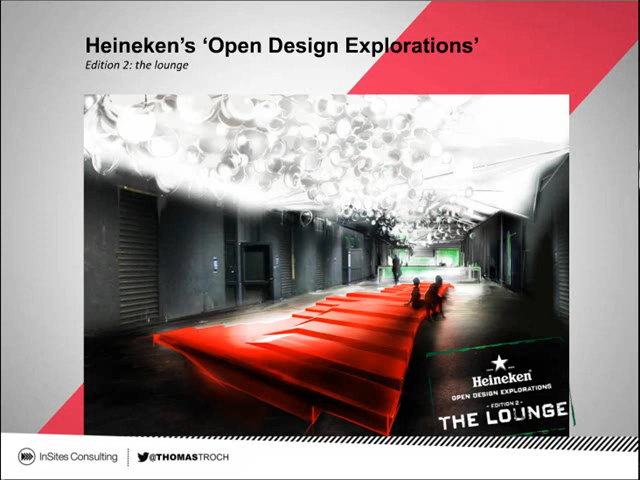 Heineken's 'Open Design Explorations'
Edition 2: the lounge
Heineken
OPEN DESIGN EXPLORATIONS
- EDITION 2 -
THE LOUNGE
InSites Consulting
@THOMASTROCH